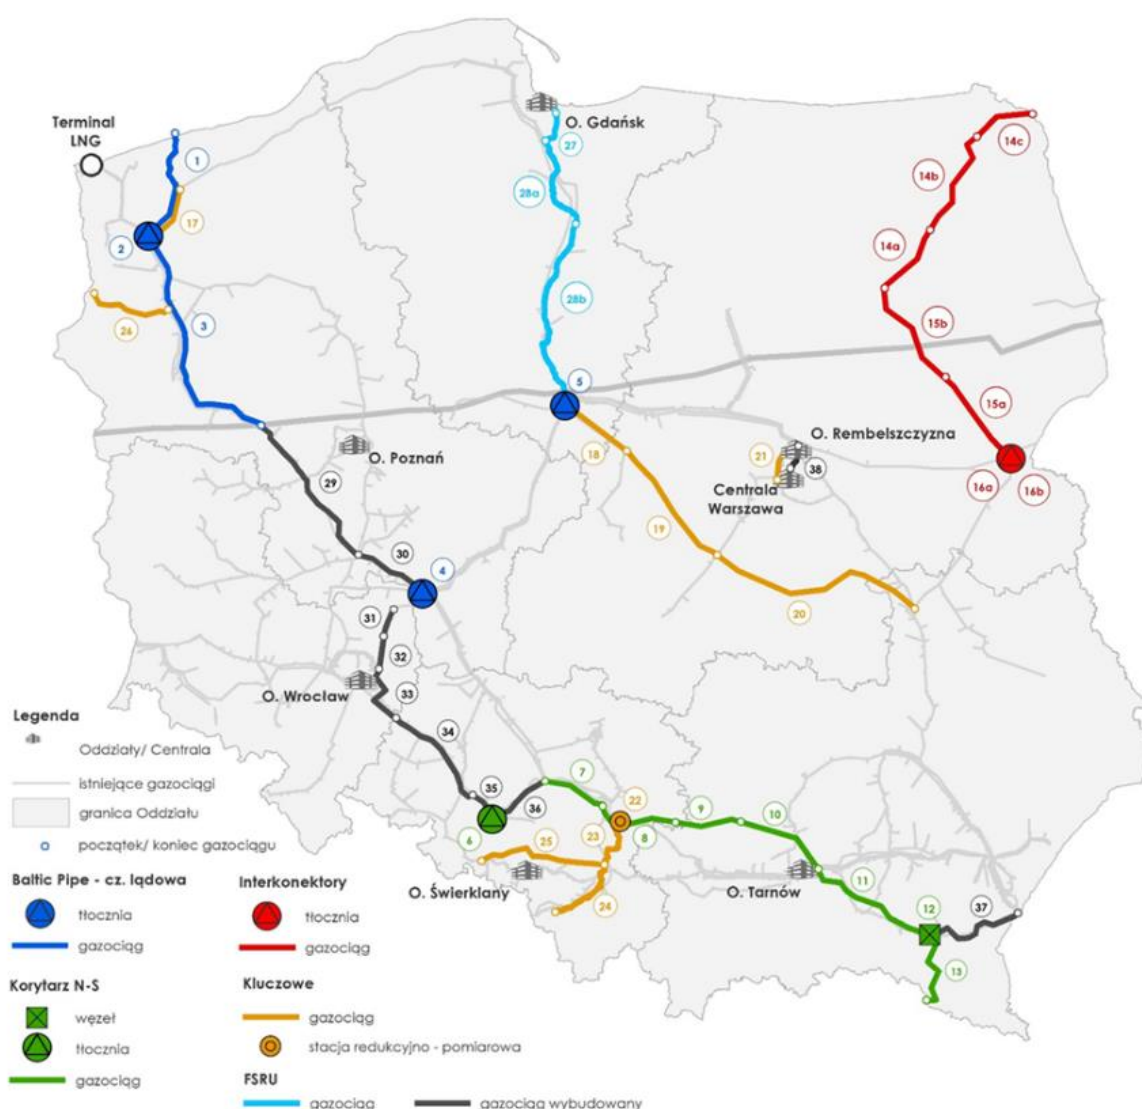 O. Gdańsk
Terminal
LNG
27
1
14c
14b
28a
17
2
14a
28b
3
15b
26
5
15a
O. Rembelszczyzna
O. Poznań
18
21
38
16a
16b
Centrala
Warszawa
29
19
30
4
20
31
32
O. Wrocław
33
34
7
35
36
22
9
10
6
25
23
8
O. Świerklany
24
O. Tarnów
11
12
37
13
Legenda
Oddziały/ Centrala
istniejące gazociągi
granica Oddziału
początek/ koniec gazociągu
Baltic Pipe - cz. lądowa
tłocznia
gazociąg
Korytarz N-S
węzeł
tłocznia
gazociąg
Interkonektory
tłocznia
gazociąg
Kluczowe
gazociąg
stacja redukcyjno - pomiarowa
FSRU
gazociąg
gazociąg wybudowany